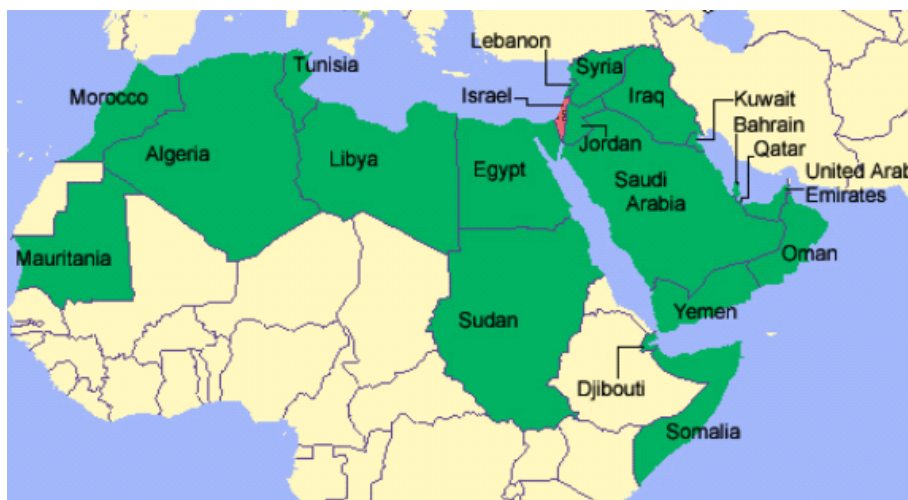 Lebanon
Syria
Tunisia
Israel
Iraq
Kuwait
Morocco
Bahrain
Jordan
Qatar
Algeria
Libya
Egypt
Saudi
Arabia
United Arab
Emirates
Mauritania
Oman
Yemen
Sudan
Djibouti
Somalia